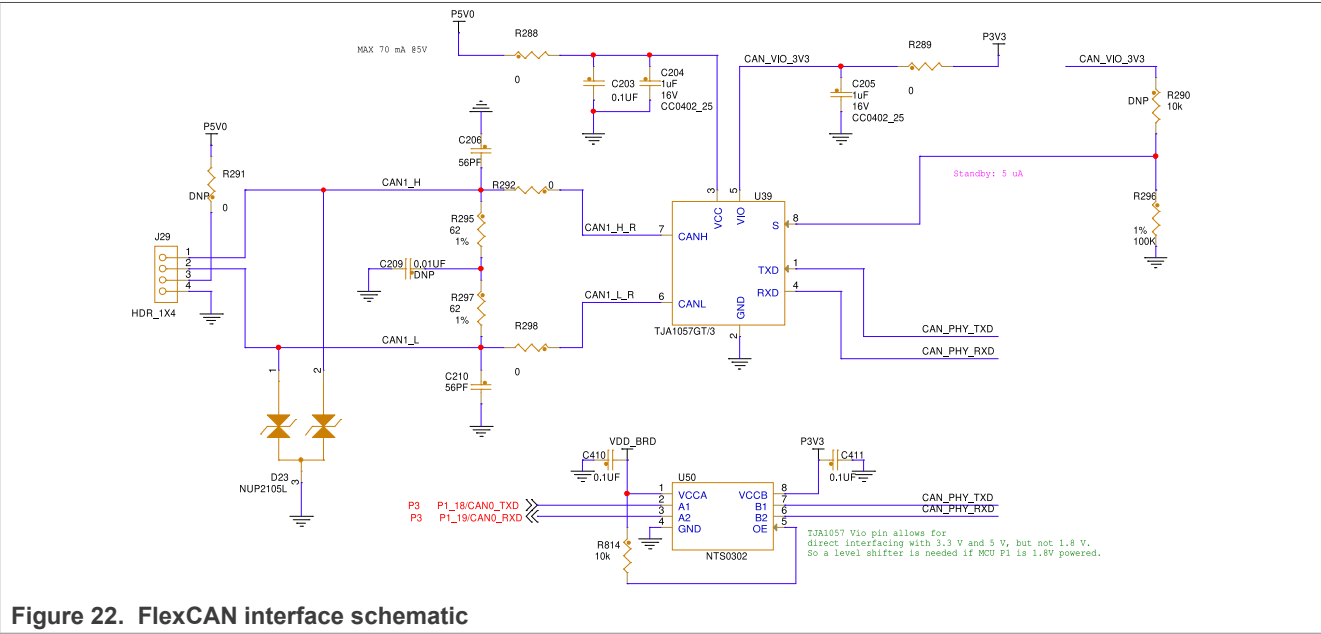 P5V0
R288
MAX 70 mA @5V
0
C203
0.1UF
C204
1uF
16V
CC0402_25
CAN_VIO_3V3
R289
0
P3V3
C205
1uF
16V
CC0402_25
CAN_VIO_3V3
DNP
R290
10k
Standby: 5 uA
R296
1%
100K
P5V0
R291
DNP
0
C206
56PF
CAN1_H
R292
0
R295
62
1%
CAN1_H_R
C209
0.01UF
DNP
R297
62
1%
CAN1_L_R
R298
0
CAN1_L
C210
56PF
J29
1
2
3
4
HDR_1X4
1
2
3
D23
NUP2105L
U39
3
VCC
5
VIO
S
8
7
CANH
TXD
1
RXD
4
6
CANL
GND
2
TJA1057GT/3
CAN_PHY_TXD
CAN_PHY_RXD
VDD_BRD
C410
0.1UF
P3V3
C411
0.1UF
U50
1
VCCA
VCCB
8
2
A1
B1
7
3
A2
B2
6
4
GND
OE
5
NTS0302
P3 P1_18/CAN0_TXD
P3 P1_19/CAN0_RXD
R814
10k
CAN_PHY_TXD
CAN_PHY_RXD
TJA1057 Vio pin allows for
direct interfacing with 3.3 V and 5 V, but not 1.8 V.
So a level shifter is needed if MCU P1 is 1.8V powered.
Figure 22. FlexCAN interface schematic